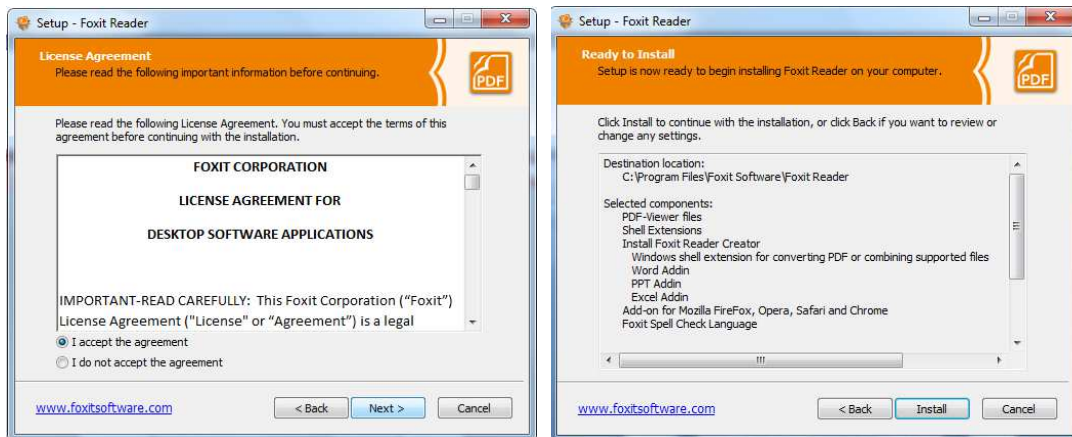 Setup - Foxit Reader
License Agreement
Please read the following important information before continuing.
PDF
Please read the following License Agreement. You must accept the terms of this
agreement before continuing with the installation.
FOXIT CORPORATION
LICENSE AGREEMENT FOR
DESKTOP SOFTWARE APPLICATIONS
IMPORTANT-READ CAREFULLY: This Foxit Corporation (“Foxit”)
License Agreement ("License" or “Agreement”) is a legal
I accept the agreement
I do not accept the agreement
www.foxitsoftware.com
< Back
Next >
Cancel
Setup - Foxit Reader
Ready to Install
Setup is now ready to begin installing Foxit Reader on your computer.
PDF
Click Install to continue with the installation, or click Back if you want to review or
change any settings.
Destination location:
C:\Program Files\Foxit Software\Foxit Reader
Selected components:
PDF-Viewer files
Shell Extensions
Install Foxit Reader Creator
Windows shell extension for converting PDF or combining supported files
Word Addin
PPT Addin
Excel Addin
Add-on for Mozilla FireFox, Opera, Safari and Chrome
Foxit Spell Check Language
www.foxitsoftware.com
< Back
Install
Cancel